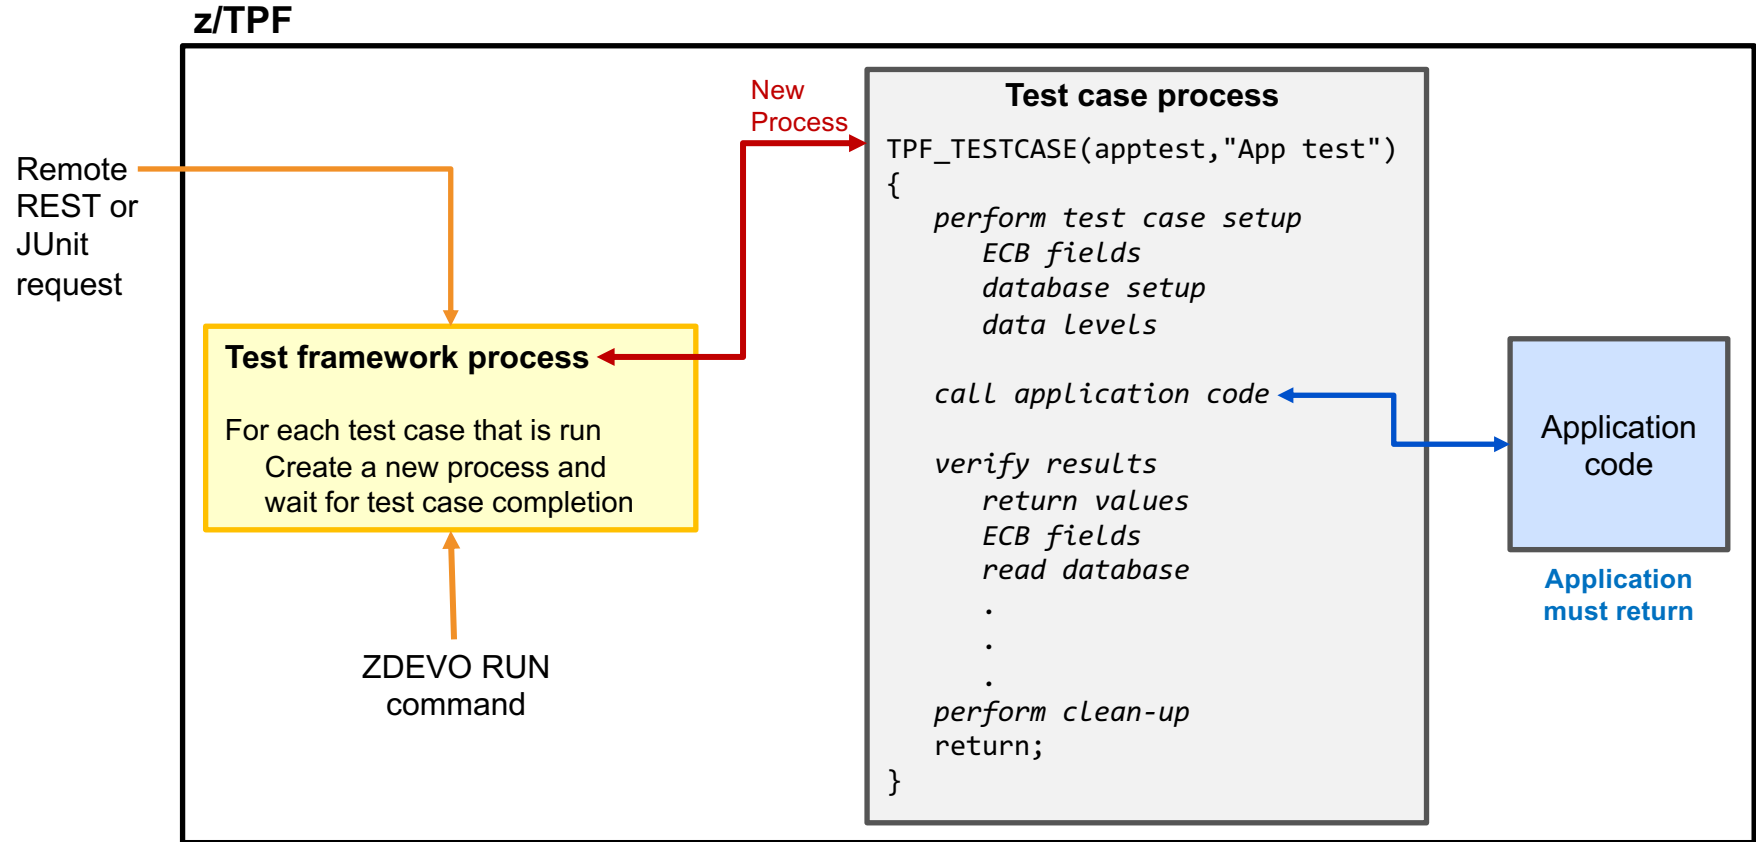 z/TPF
Remote
REST or
JUnit
request
New
Process
Test framework process
For each test case that is run
Create a new process and
wait for test case completion
ZDEVO RUN
command
Test case process
TPF_TESTCASE(apptest,"App test")
{
perform test case setup
ECB fields
database setup
data levels
call application code
verify results
return values
ECB fields
read database
.
.
.
perform clean-up
return;
}
Application
code
Application
must return